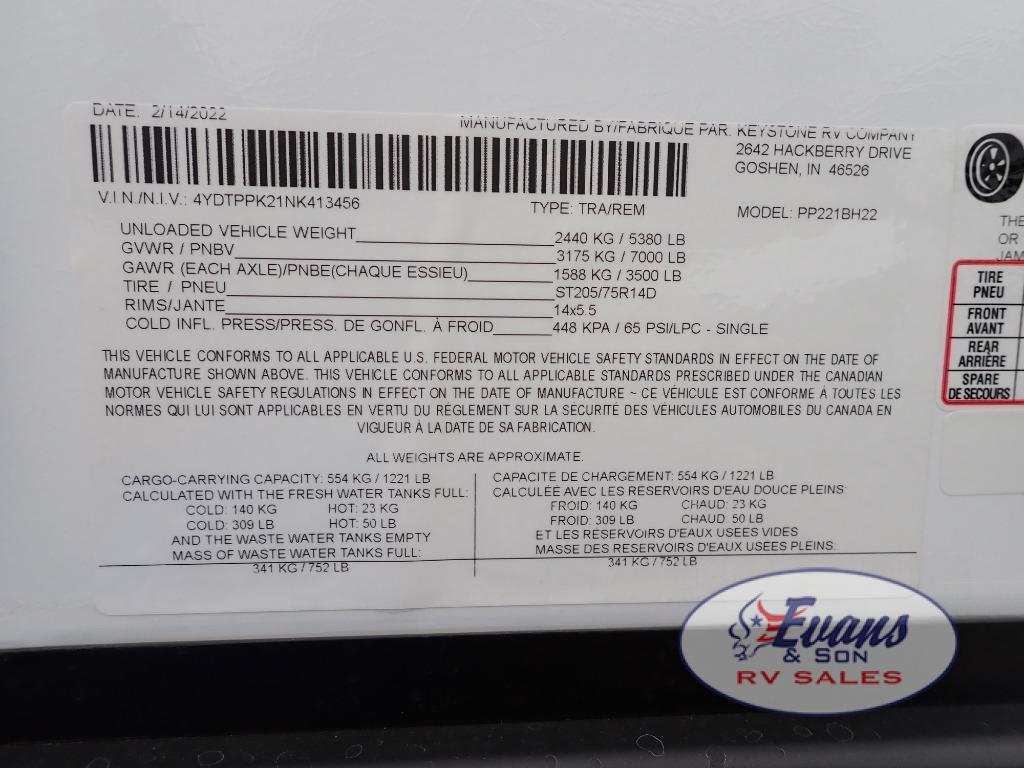 DATE. 2/14/2022
MANUFACTURED BY/FABRIQUE PAR. KEYSTONE RV COMPANY
2642 HACKBERRY DRIVE
GOSHEN, IN 46526
V.I.N./N.I.V.: 4YDTPPK21NK413456
TYPE: TRA/REM
MODEL: PP221BH22
UNLOADED VEHICLE WEIGHT 2440 KG / 5380 LB
GVWR / PNBV 3175 KG / 7000 LB
GAWR (EACH AXLE)/PNBE(CHAQUE ESSIEU) 1588 KG / 3500 LB
TIRE / PNEU ST205/75R14D
RIMS/JANTE 14x5.5
COLD INFL. PRESS/PRESS. DE GONFL. À FROID 448 KPA / 65 PSI/LPC - SINGLE
THIS VEHICLE CONFORMS TO ALL APPLICABLE U.S. FEDERAL MOTOR VEHICLE SAFETY STANDARDS IN EFFECT ON THE DATE OF
MANUFACTURE SHOWN ABOVE. THIS VEHICLE CONFORMS TO ALL APPLICABLE STANDARDS PRESCRIBED UNDER THE CANADIAN
MOTOR VEHICLE SAFETY REGULATIONS IN EFFECT ON THE DATE OF MANUFACTURE ~ CE VÉHICULE EST CONFORME À TOUTES LES
NORMES QUI LUI SONT APPLICABLES EN VERTU DU RÉGLEMENT SUR LA SÉCURITÉ DES VÉHICULES AUTOMOBILES DU CANADA EN
VIGUEUR À LA DATE DE SA FABRICATION.
ALL WEIGHTS ARE APPROXIMATE.
CARGO-CARRYING CAPACITY: 554 KG / 1221 LB
CALCULATED WITH THE FRESH WATER TANKS FULL:
COLD: 140 KG HOT: 23 KG
COLD: 309 LB HOT: 50 LB
AND THE WASTE WATER TANKS EMPTY
MASS OF WASTE WATER TANKS FULL:
341 KG / 752 LB
CAPACITE DE CHARGEMENT: 554 KG / 1221 LB
CALCULÉE AVEC LES RESERVOIRS D'EAU DOUCE PLEINS:
FROID: 140 KG CHAUD: 23 KG
FROID: 309 LB CHAUD: 50 LB
ET LES RÉSERVOIRS D'EAUX USEES VIDES
MASSE DES RESERVOIRS D'EAUX USÉES PLEINS:
341 KG / 752 LB
THE
OR
JAM
TIRE
PNEU
FRONT
AVANT
REAR
ARRIÈRE
SPARE
DE SECOURS
Evans
& SON
RV SALES